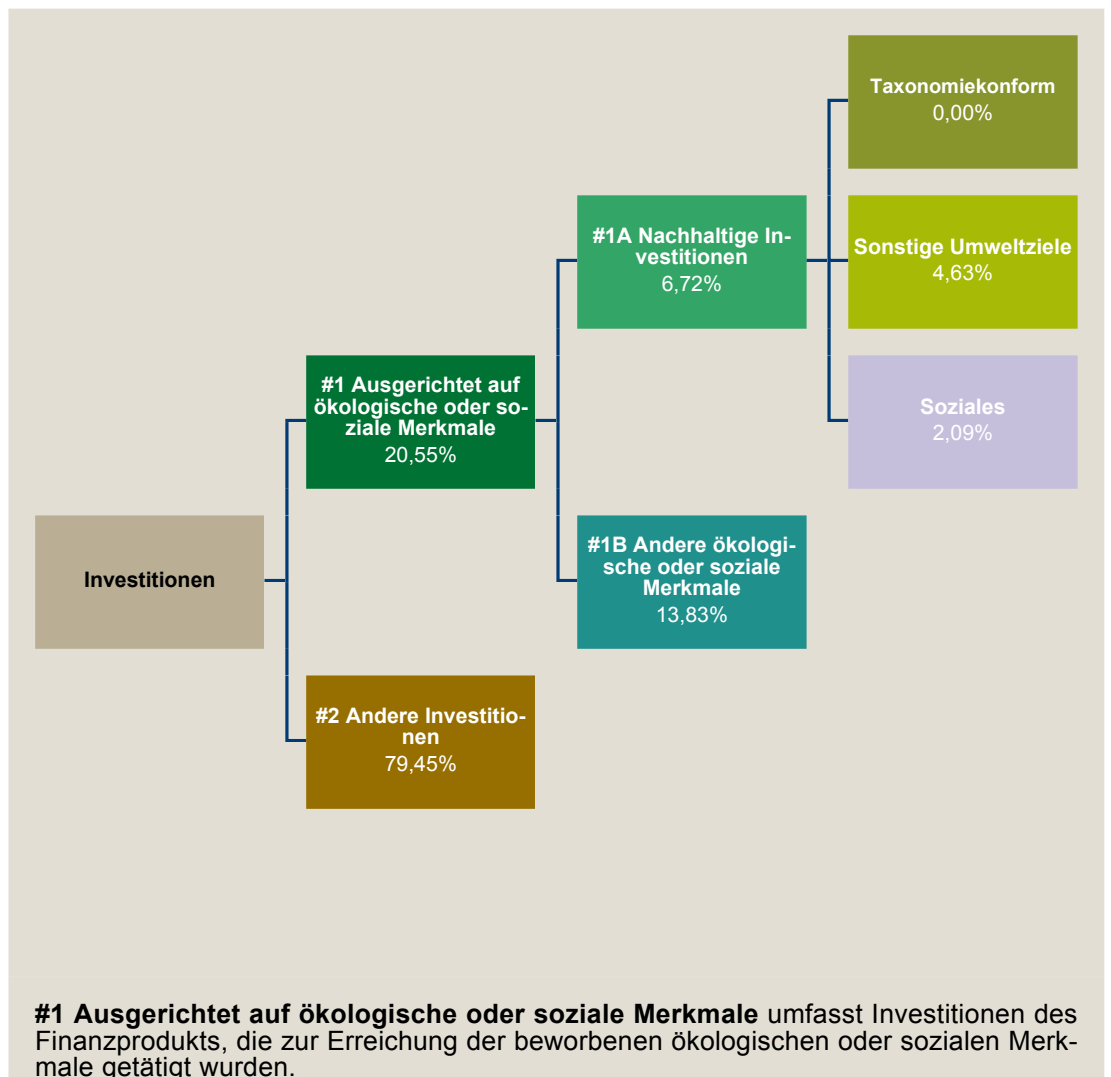 Taxonomiekonform
0,00%
#1A Nachhaltige In-
vestitionen
6,72%
Sonstige Umweltziele
4,63%
#1 Ausgerichtet auf
ökologische oder so-
ziale Merkmale
20,55%
Soziales
2,09%
Investitionen
#1B Andere ökologi-
sche oder soziale
Merkmale
13,83%
#2 Andere Investitio-
nen
79,45%
#1 Ausgerichtet auf ökologische oder soziale Merkmale umfasst Investitionen des
Finanzprodukts, die zur Erreichung der beworbenen ökologischen oder sozialen Merk-
male getätigt wurden.